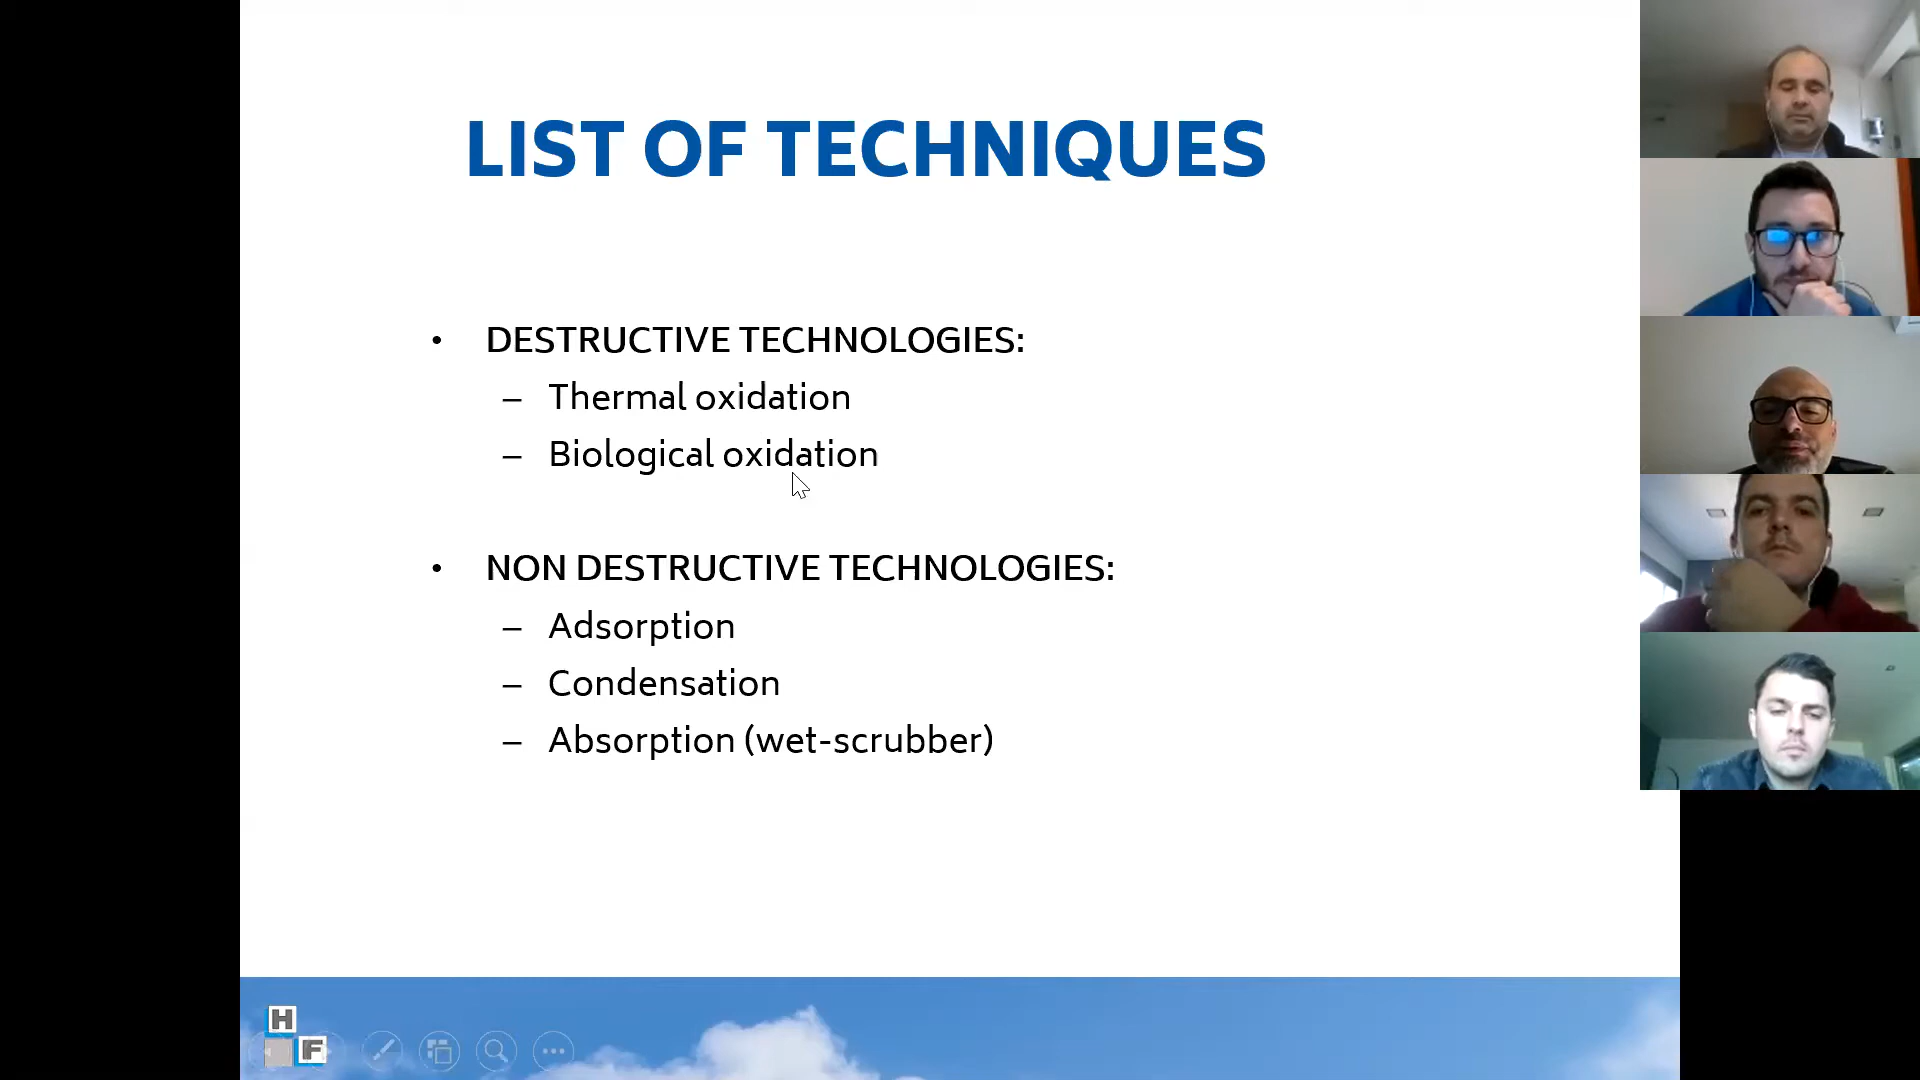 LIST OF TECHNIQUES
• DESTRUCTIVE TECHNOLOGIES:
– Thermal oxidation
– Biological oxidation
• NON DESTRUCTIVE TECHNOLOGIES:
– Adsorption
– Condensation
– Absorption (wet-scrubber)
H
F